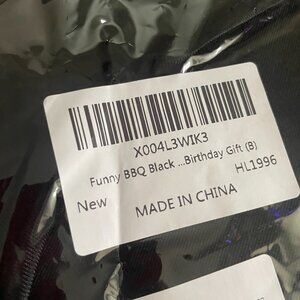 X004L3WIK3
Funny BBQ Black ...Birthday Gift (B)
New HL1996
MADE IN CHINA